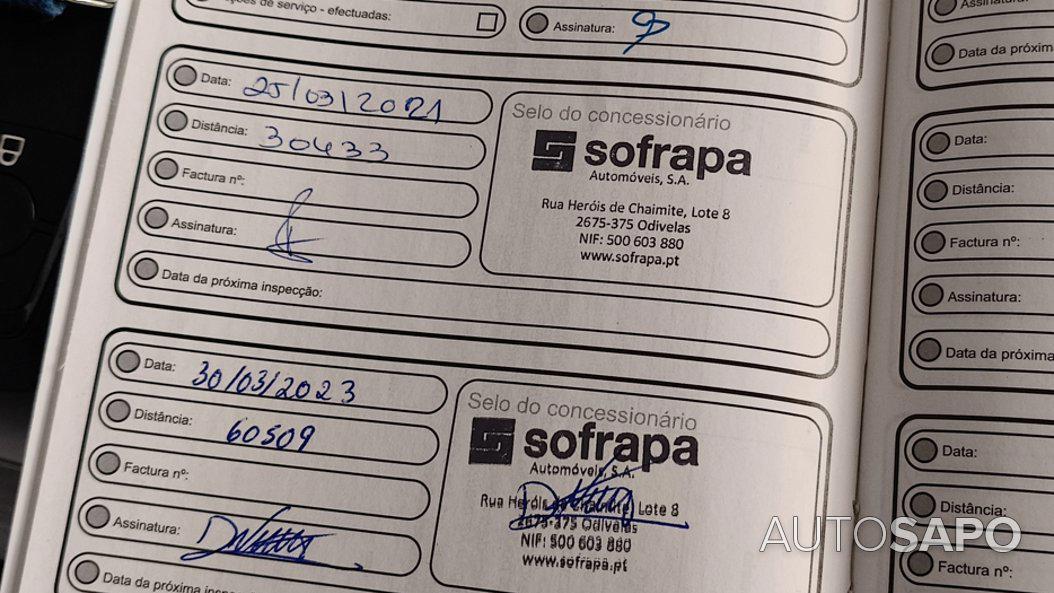 de serviço - efectuadas:
Assinatura:
Data: 25/03/2021
Distância: 30433
Factura nº:
Assinatura:
Data da próxima inspecção:
Selo do concessionário
sofrapa
Automóveis, S.A.
Rua Heróis de Chaimite, Lote 8
2675-375 Odivelas
NIF: 500 603 880
www.sofrapa.pt
Data: 30/03/2023
Distância: 60509
Factura nº:
Assinatura:
Data da próxima
Selo do concessionário
sofrapa
Automóveis, S.A.
Rua Heróis de Chaimite, Lote 8
2675-375 Odivelas
NIF: 500 603 880
www.sofrapa.pt
Data da próxima
Data:
Distância:
Factura nº:
Assinatura:
Data da próxima
Data:
Distância:
Factura nº:
AUTOSAPO